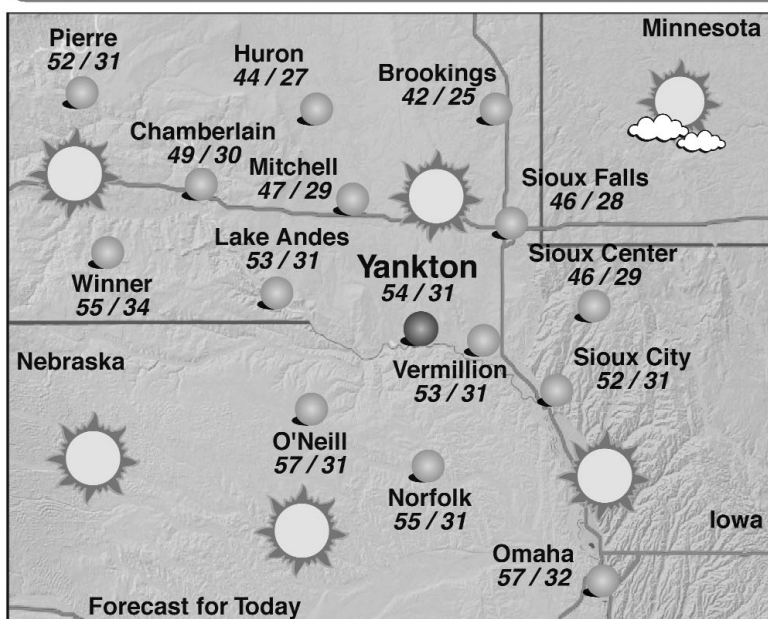 Minnesota
Pierre
52 / 31
Huron
44 / 27
Brookings
42 / 25
Chamberlain
49 / 30
Mitchell
47 / 29
Sioux Falls
46 / 28
Lake Andes
53 / 31
Yankton
54 / 31
Sioux Center
46 / 29
Winner
55 / 34
Nebraska
Vermillion
53 / 31
Sioux City
52 / 31
O'Neill
57 / 31
Norfolk
55 / 31
Iowa
Omaha
57 / 32
Forecast for Today